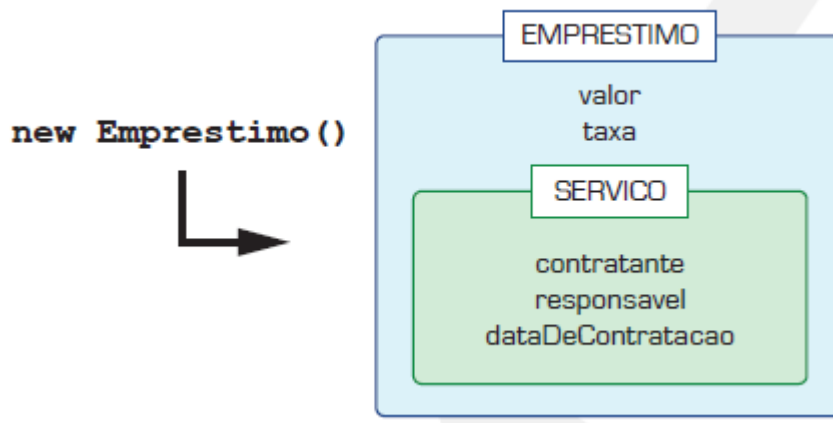 EMPRESTIMO
valor
taxa
new Emprestimo()
SERVICO
contratante
responsavel
dataDeContratacao